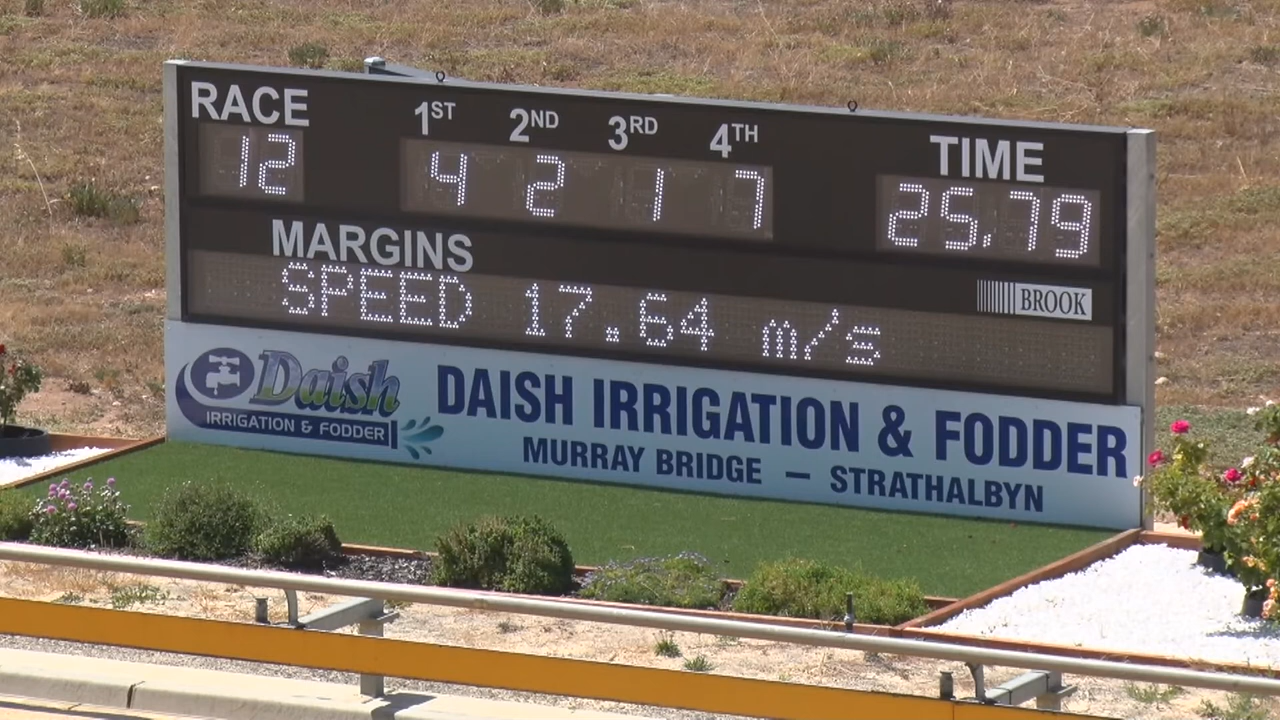 RACE 1ST 2ND 3RD 4TH TIME
12 4 2 1 7 25.79
MARGINS
BROOK
SPEED 17.64 m/s
Daish
IRRIGATION & FODDER
DAISH IRRIGATION & FODDER
MURRAY BRIDGE — STRATHALBYN